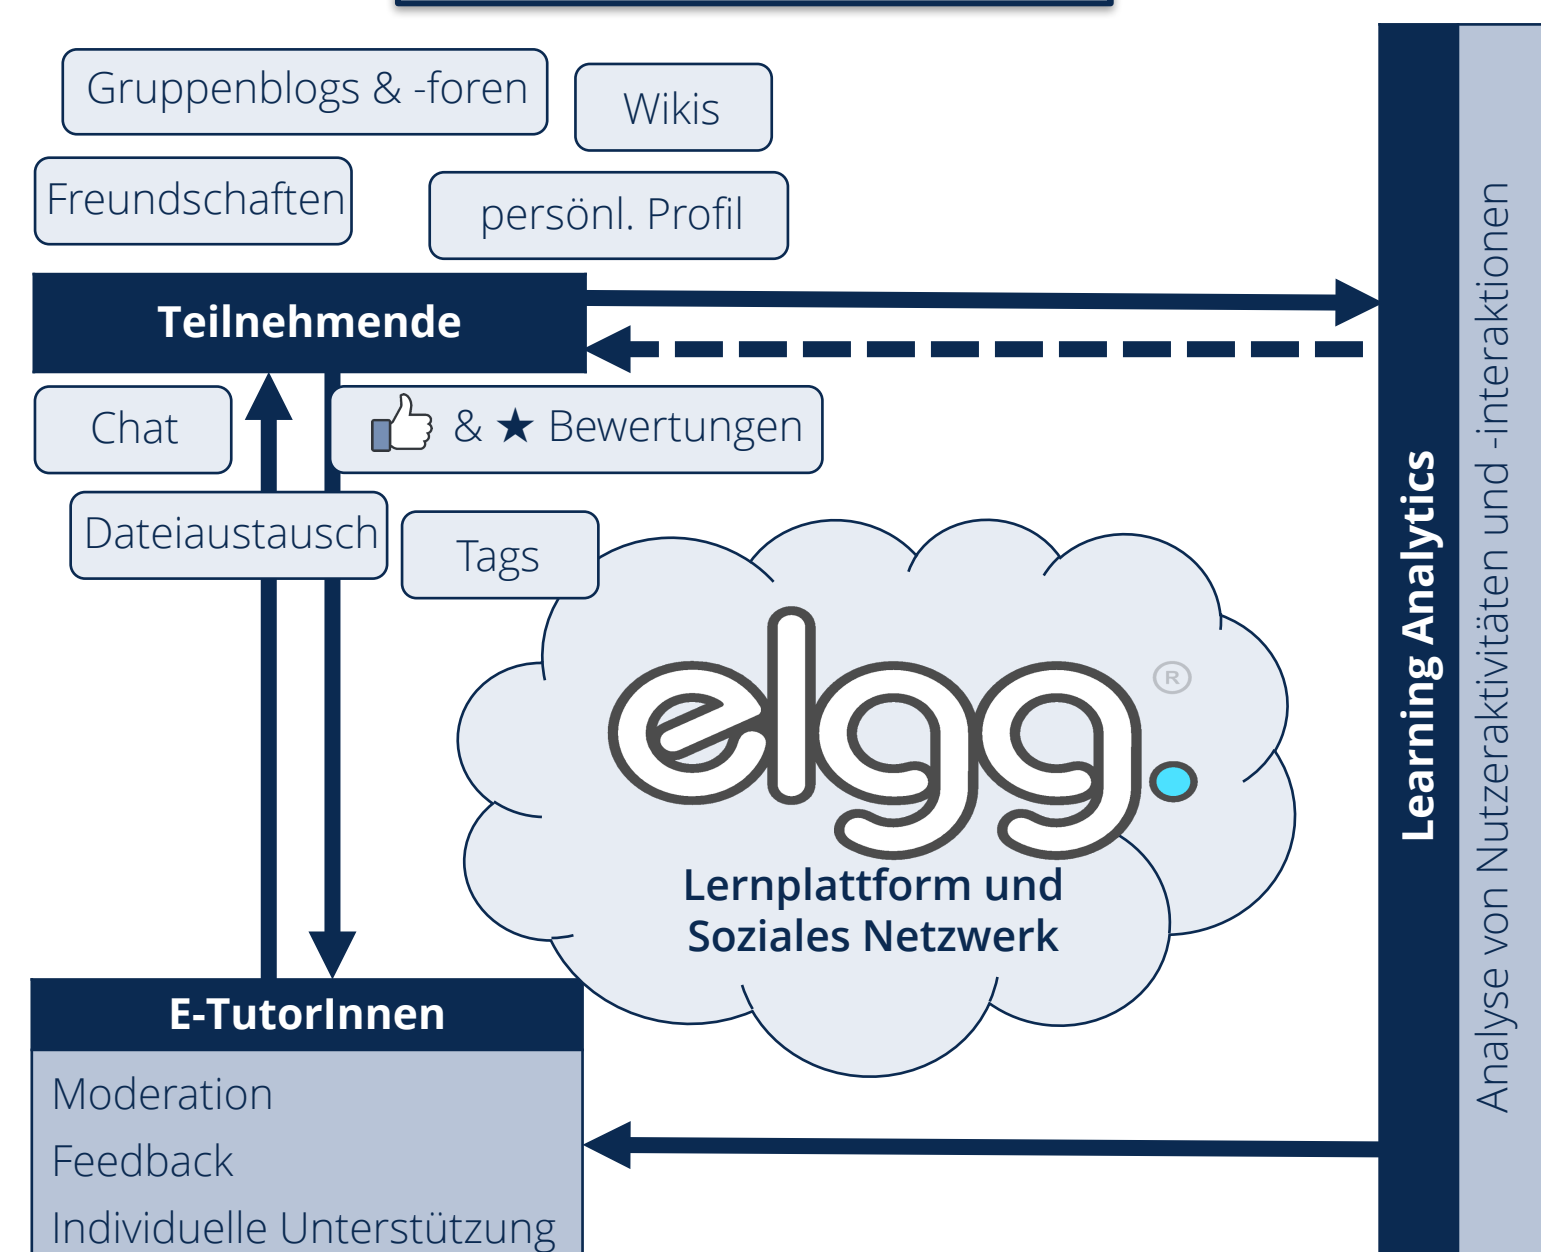 Gruppenblogs & -foren
Wikis
Freundschaften
persönl. Profil
Teilnehmende
Chat
& ★ Bewertungen
Dateiaustausch
Tags
elgg.
®
Lernplattform und
Soziales Netzwerk
E-TutorInnen
Moderation
Feedback
Individuelle Unterstützung
Learning Analytics
Analyse von Nutzeraktivitäten und -interaktionen